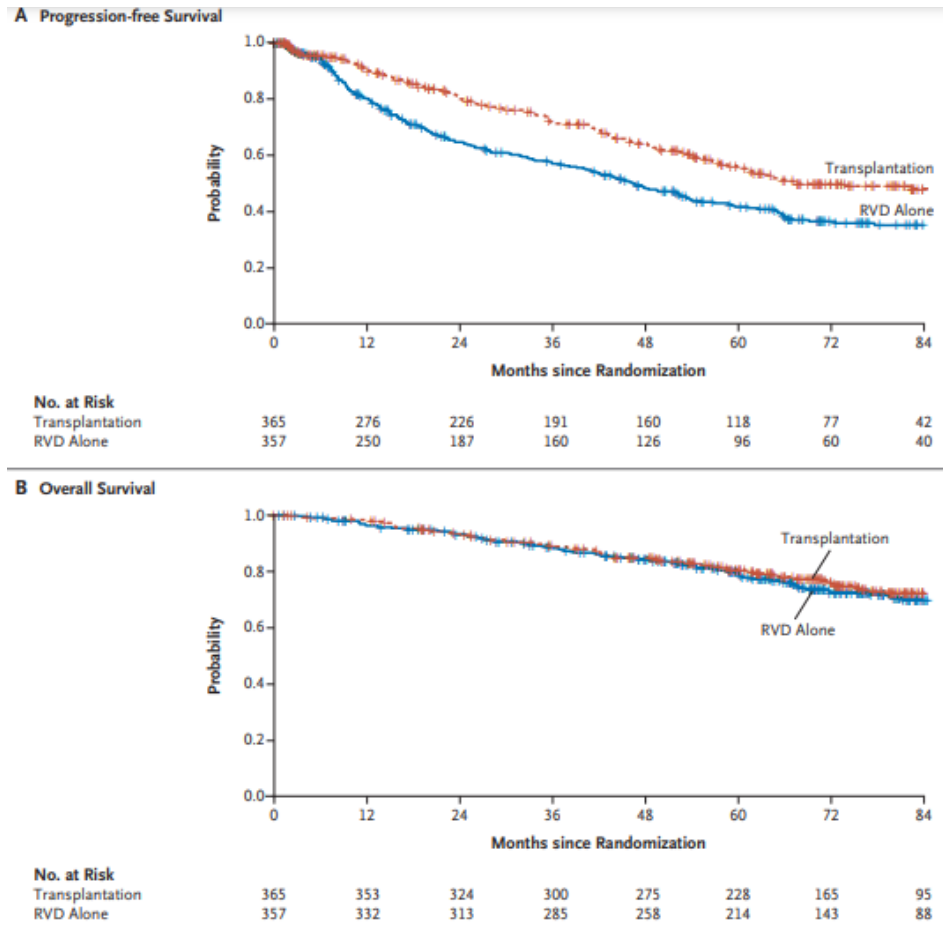 A Progression-free Survival
1.0
0.8
0.6
0.4
0.2
0.0
Probability
Transplantation
RVD Alone
0 12 24 36 48 60 72 84
Months since Randomization
No. at Risk
Transplantation 365 276 226 191 160 118 77 42
RVD Alone 357 250 187 160 126 96 60 40
B Overall Survival
1.0
0.8
0.6
0.4
0.2
0.0
Probability
Transplantation
RVD Alone
0 12 24 36 48 60 72 84
Months since Randomization
No. at Risk
Transplantation 365 353 324 300 275 228 165 95
RVD Alone 357 332 313 285 258 214 143 88